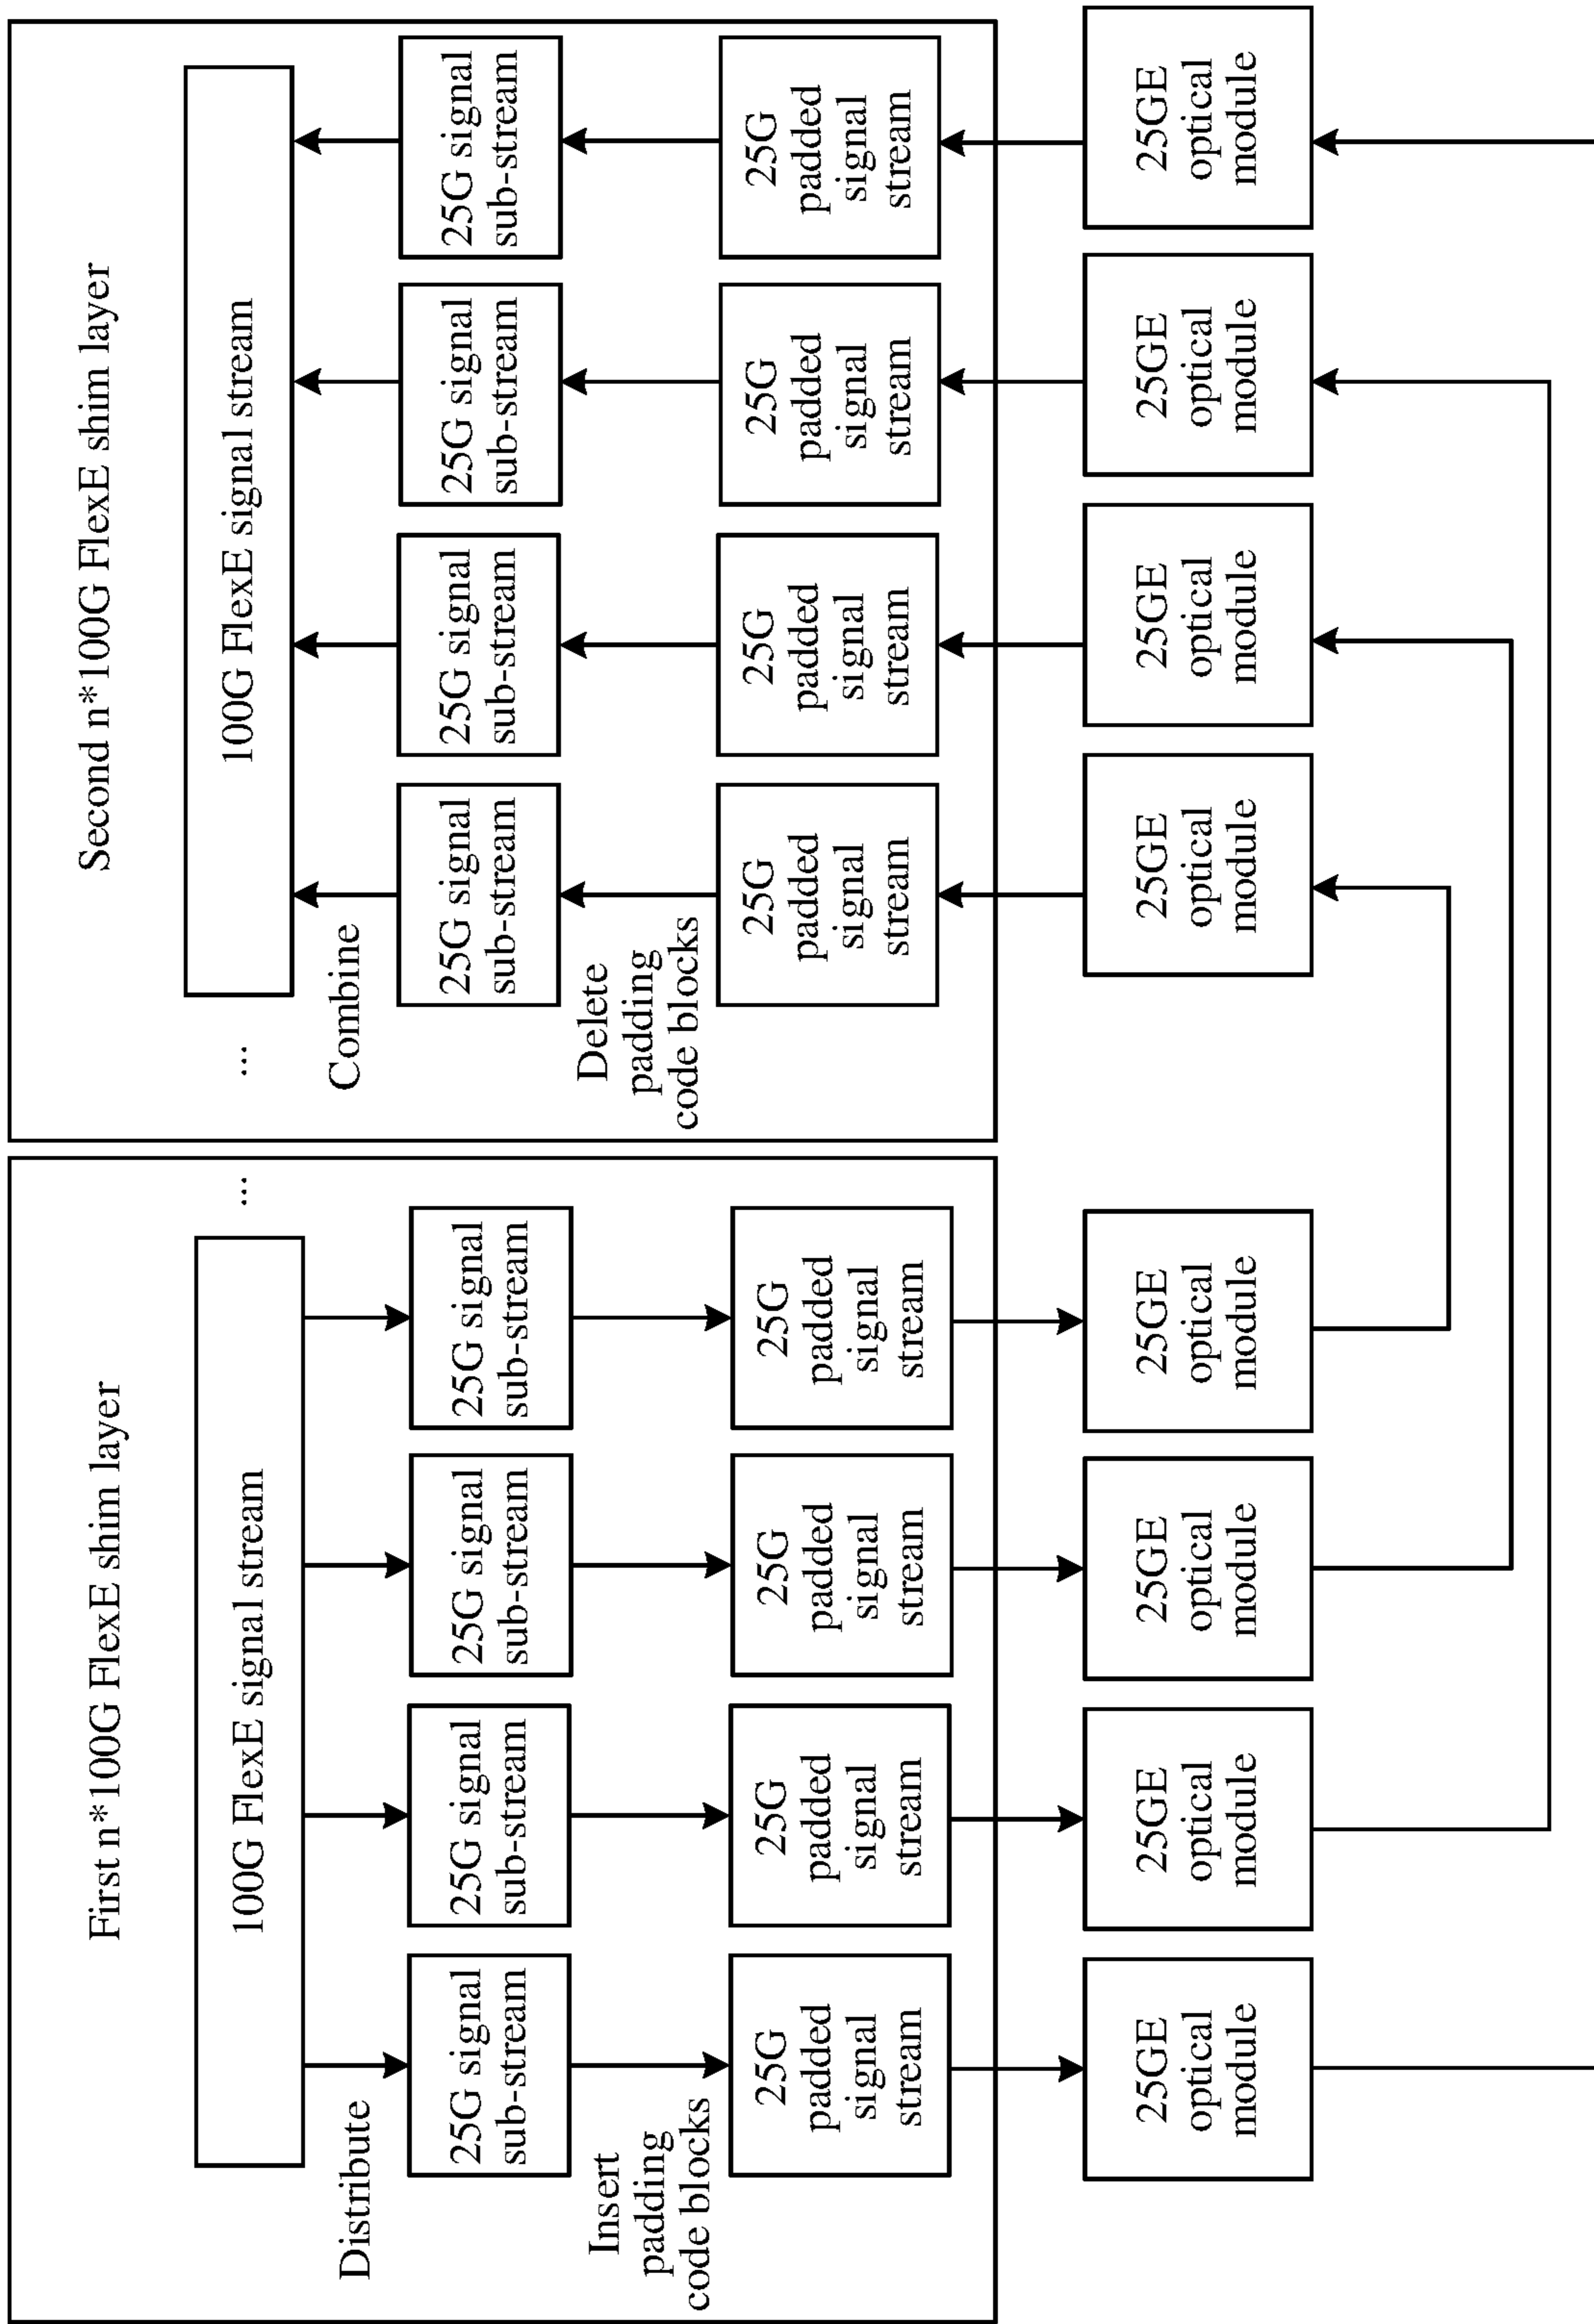 First n*100G FlexE shim layer
100G FlexE signal stream
...
Distribute
25G signal
sub-stream
25G signal
sub-stream
25G signal
sub-stream
25G signal
sub-stream
Insert
padding
code blocks
25G
padded
signal
stream
25G
padded
signal
stream
25G
padded
signal
stream
25G
padded
signal
stream
25GE
optical
module
25GE
optical
module
25GE
optical
module
25GE
optical
module
Second n*100G FlexE shim layer
...
100G FlexE signal stream
Combine
25G signal
sub-stream
25G signal
sub-stream
25G signal
sub-stream
25G signal
sub-stream
Delete
padding
code blocks
25G
padded
signal
stream
25G
padded
signal
stream
25G
padded
signal
stream
25G
padded
signal
stream
25GE
optical
module
25GE
optical
module
25GE
optical
module
25GE
optical
module